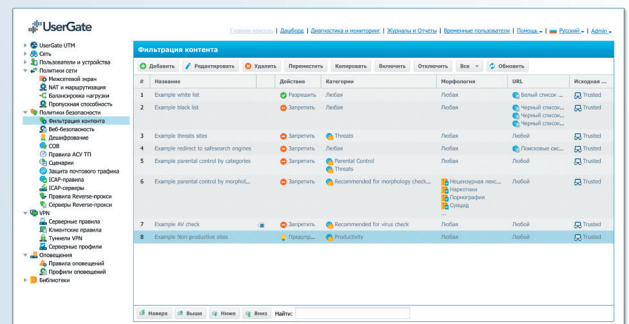 UserGate
Главная консоль | Дашборд | Диагностика и мониторинг | Журналы и Отчеты | Временные пользователи | Помощь | Русский | Admin
UserGate UTM
Сеть
Пользователи и устройства
Политики сети
Межсетевой экран
NAT и маршрутизация
Балансировка нагрузки
Пропускная способность
Политики безопасности
Фильтрация контента
Веб-безопасность
Дешифрование
СОВ
Правила АСУ ТП
Сценарии
Защита почтового трафика
ICAP-правила
ICAP-серверы
Правила Reverse-прокси
Серверы Reverse-прокси
VPN
Серверные правила
Клиентские правила
Туннели VPN
Серверные профили
Оповещения
Правила оповещений
Профили оповещений
Библиотеки
Фильтрация контента
Добавить Редактировать Удалить Переместить Копировать Включить Отключить Все Обновить
# Название Действие Категории Морфология URL Исходная ...
1 Example white list Разрешить Любая Любая Белый список ... Trusted
2 Example black list Запретить Любая Любая Черный список... Trusted
Черный список...
Черный список...
3 Example threats sites Запретить Threats Любая Любой Trusted
4 Example redirect to safesearch engines Запретить Любая Любая Поисковые сис... Trusted
5 Example parental control by categories Запретить Parental Control Любая Любой Trusted
Threats
6 Example parental control by morphol... Запретить Recommended for morphology check... Нецензурная лекс... Любой Trusted
Наркотики
Порнография
Суицид
...
7 Example AV check Запретить Recommended for virus check Любая Любой Trusted
8 Example Non-productive sites Предупр... Productivity Любая Любой Trusted
Наверх Выше Ниже Вниз Найти: